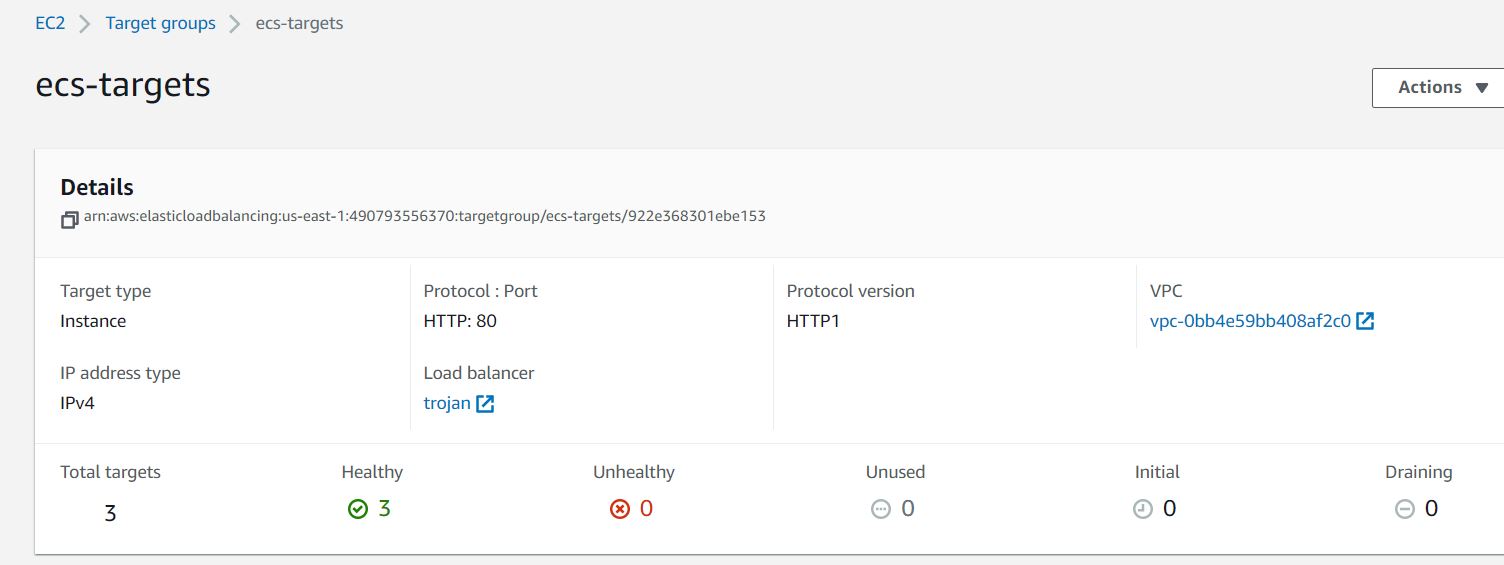 EC2 > Target groups > ecs-targets
ecs-targets
Actions
Details
arn:aws:elasticloadbalancing:us-east-1:490793556370:targetgroup/ecs-targets/922e368301ebe153
Target type Protocol : Port Protocol version VPC
Instance HTTP: 80 HTTP1 vpc-0bb4e59bb408af2c0
IP address type Load balancer
IPv4 trojan
Total targets Healthy Unhealthy Unused Initial Draining
3 3 0 0 0 0